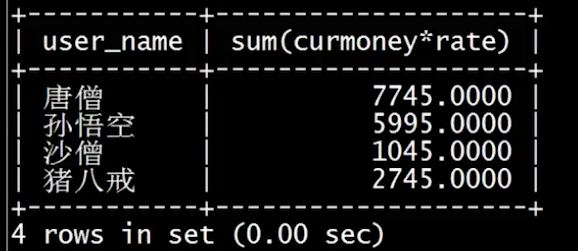 +-----------+--------------------+
| user_name | sum(curmoney*rate) |
+-----------+--------------------+
| 唐僧 | 7745.0000 |
| 孙悟空 | 5995.0000 |
| 沙僧 | 1045.0000 |
| 猪八戒 | 2745.0000 |
+-----------+--------------------+
4 rows in set (0.00 sec)